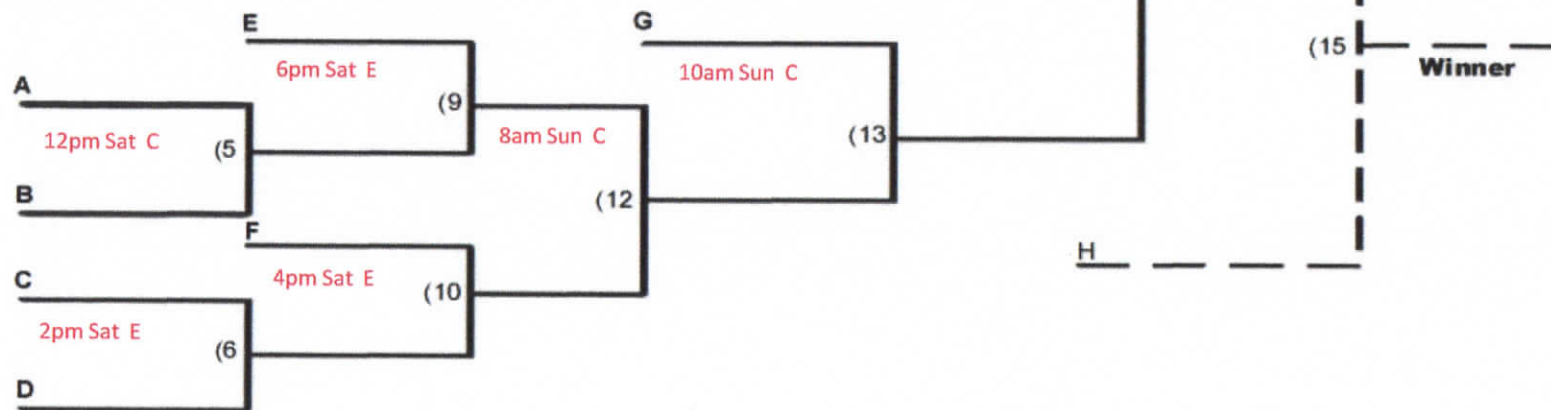 E
G
6pm Sat E
10am Sun C
(15
Winner
A
(9
12pm Sat C
(5
8am Sun C
(13
B
(12
F
H
C
4pm Sat E
(10
2pm Sat E
(6
D